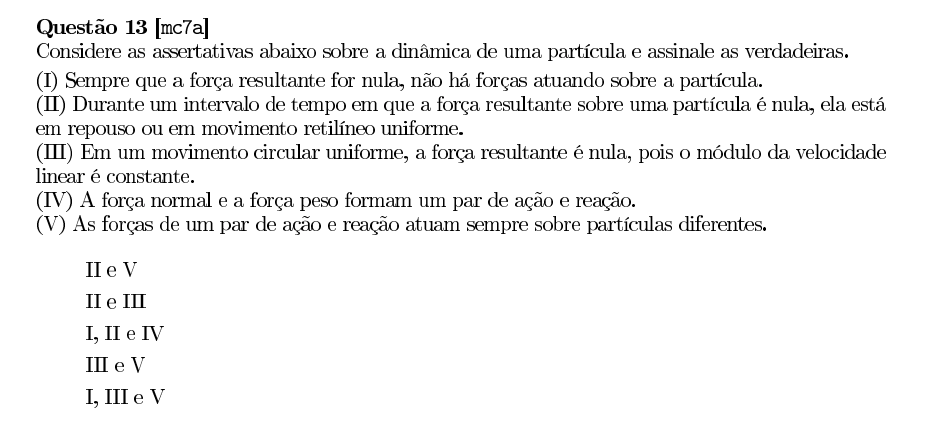 Questão 13 [mc7a]
Considere as assertativas abaixo sobre a dinâmica de uma partícula e assinale as verdadeiras.
(I) Sempre que a força resultante for nula, não há forças atuando sobre a partícula.
(II) Durante um intervalo de tempo em que a força resultante sobre uma partícula é nula, ela está
em repouso ou em movimento retilíneo uniforme.
(III) Em um movimento circular uniforme, a força resultante é nula, pois o módulo da velocidade
linear é constante.
(IV) A força normal e a força peso formam um par de ação e reação.
(V) As forças de um par de ação e reação atuam sempre sobre partículas diferentes.
II e V
II e III
I, II e IV
III e V
I, III e V